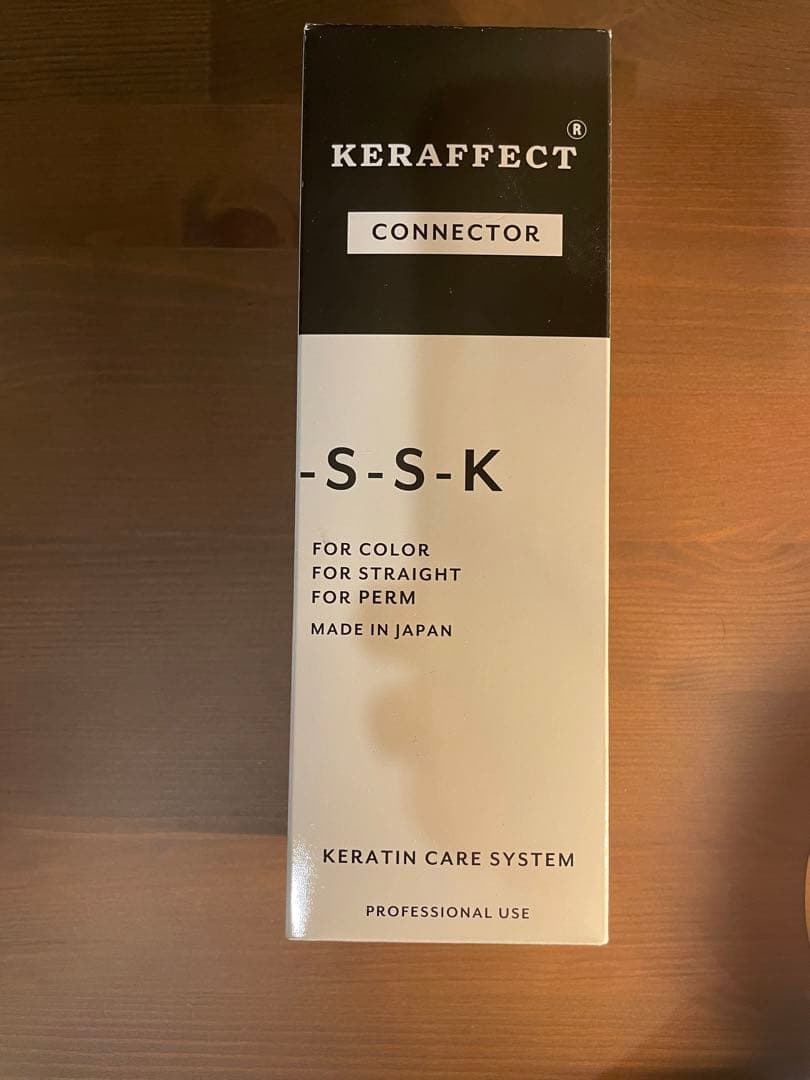 KERAFFECT®
CONNECTOR
-S-S-K
FOR COLOR
FOR STRAIGHT
FOR PERM
MADE IN JAPAN
KERATIN CARE SYSTEM
PROFESSIONAL USE